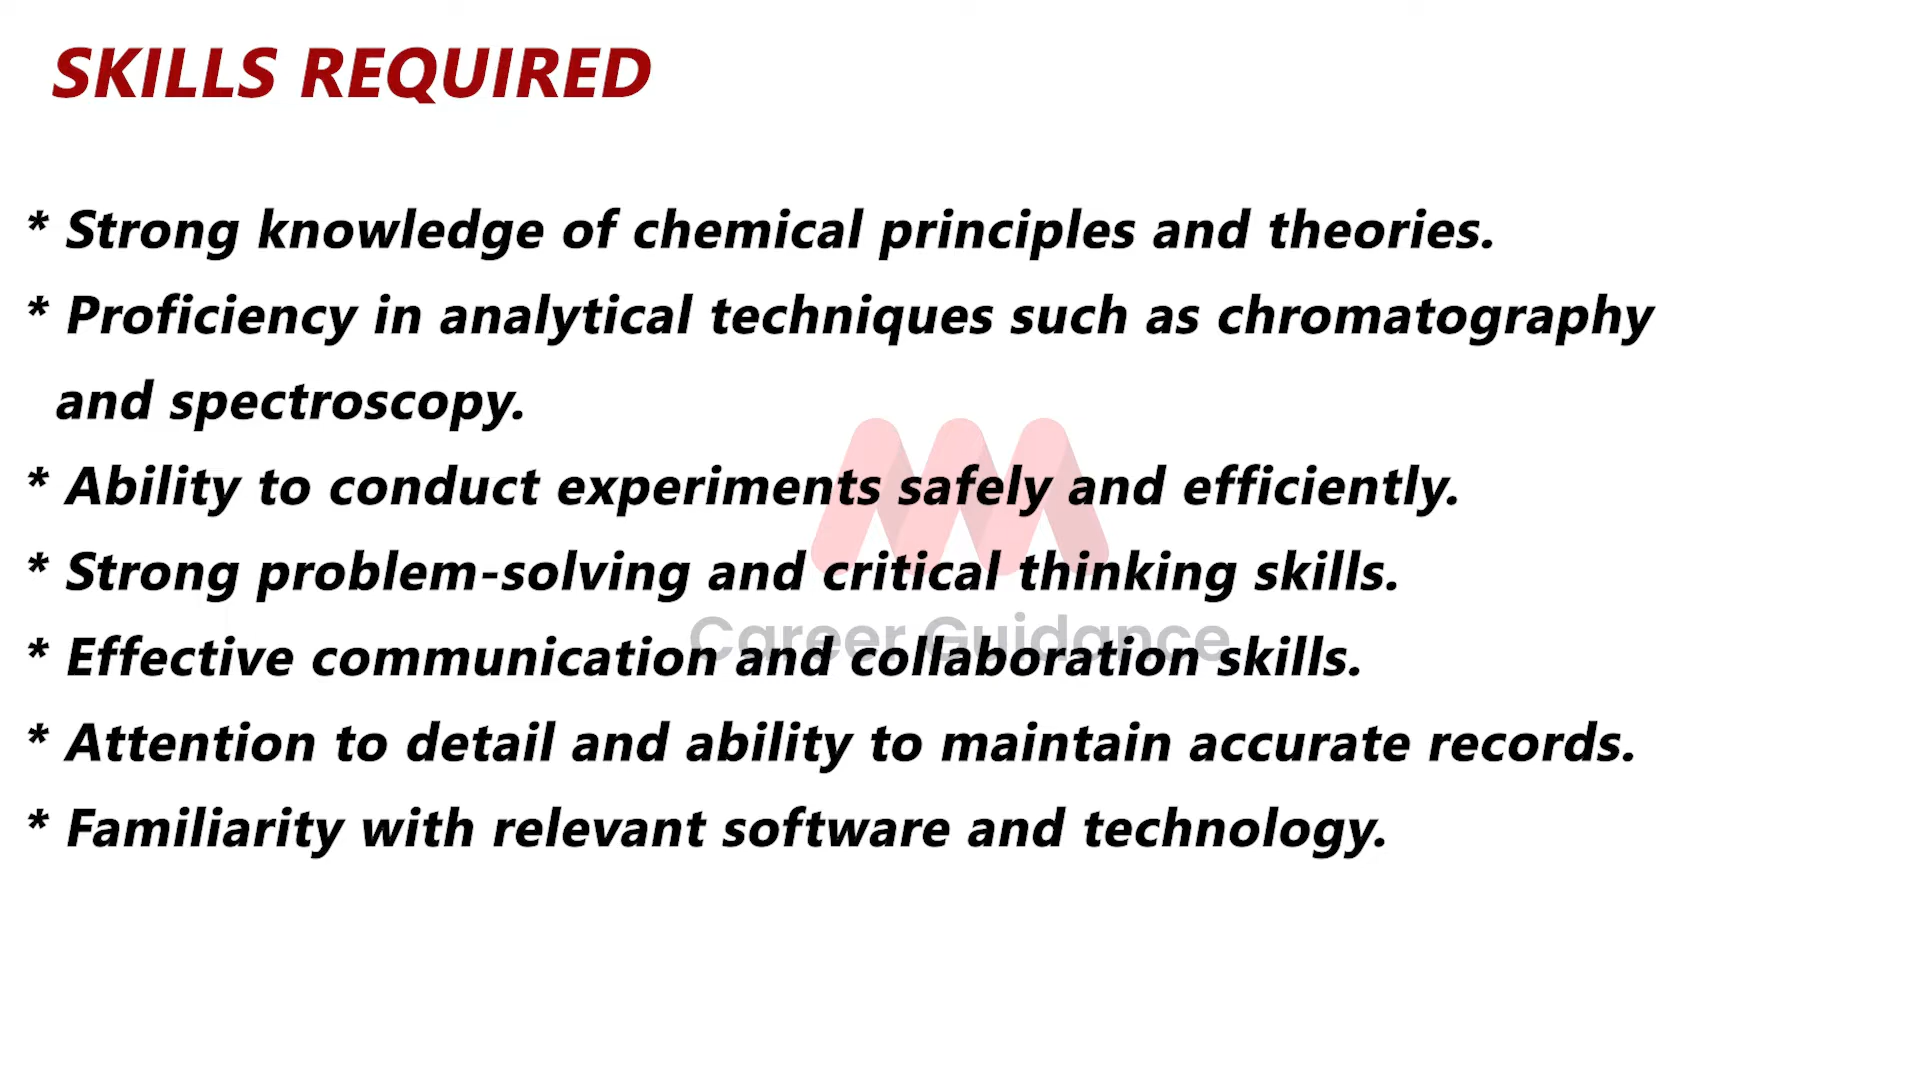 SKILLS REQUIRED
* Strong knowledge of chemical principles and theories.
* Proficiency in analytical techniques such as chromatography
and spectroscopy.
* Ability to conduct experiments safely and efficiently.
* Strong problem-solving and critical thinking skills.
Career Guidance
* Effective communication and collaboration skills.
* Attention to detail and ability to maintain accurate records.
* Familiarity with relevant software and technology.